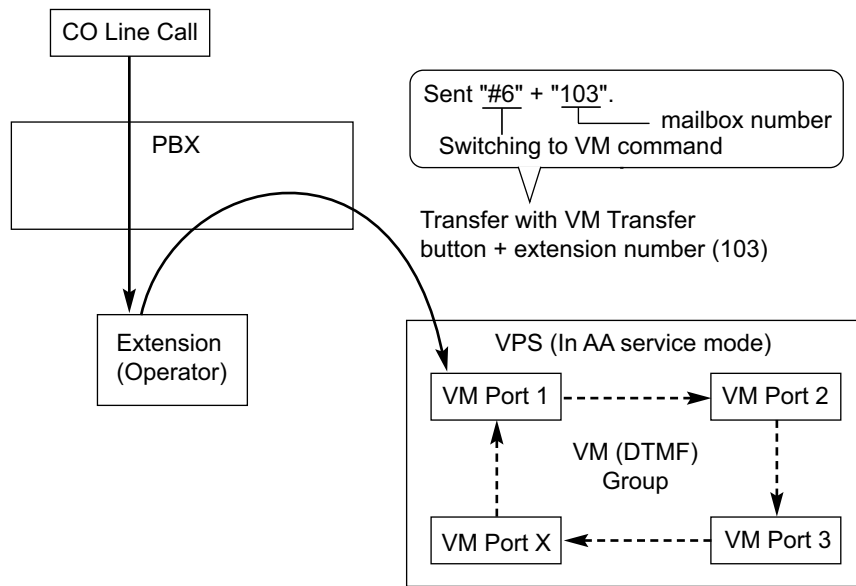 CO Line Call
PBX
Sent "#6" + "103".
mailbox number
Switching to VM command
Transfer with VM Transfer
button + extension number (103)
Extension
(Operator)
VPS (In AA service mode)
VM Port 1
VM Port 2
VM (DTMF)
Group
VM Port X
VM Port 3